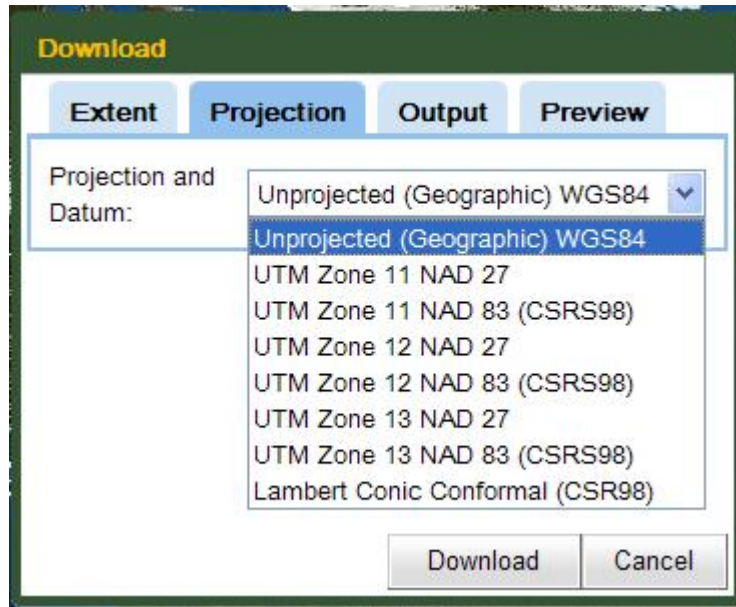 Download
Extent Projection Output Preview
Projection and
Datum:
Unprojected (Geographic) WGS84
Unprojected (Geographic) WGS84
UTM Zone 11 NAD 27
UTM Zone 11 NAD 83 (CSRS98)
UTM Zone 12 NAD 27
UTM Zone 12 NAD 83 (CSRS98)
UTM Zone 13 NAD 27
UTM Zone 13 NAD 83 (CSRS98)
Lambert Conic Conformal (CSR98)
Download Cancel